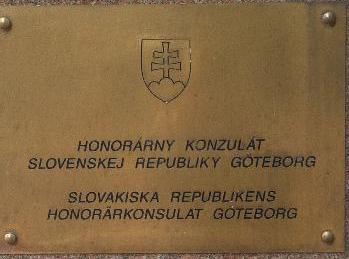 HONORÁRNY KONZULÁT
SLOVENSKEJ REPUBLIKY GÖTEBORG
SLOVAKISKA REPUBLIKENS
HONORÄRKONSULAT GÖTEBORG